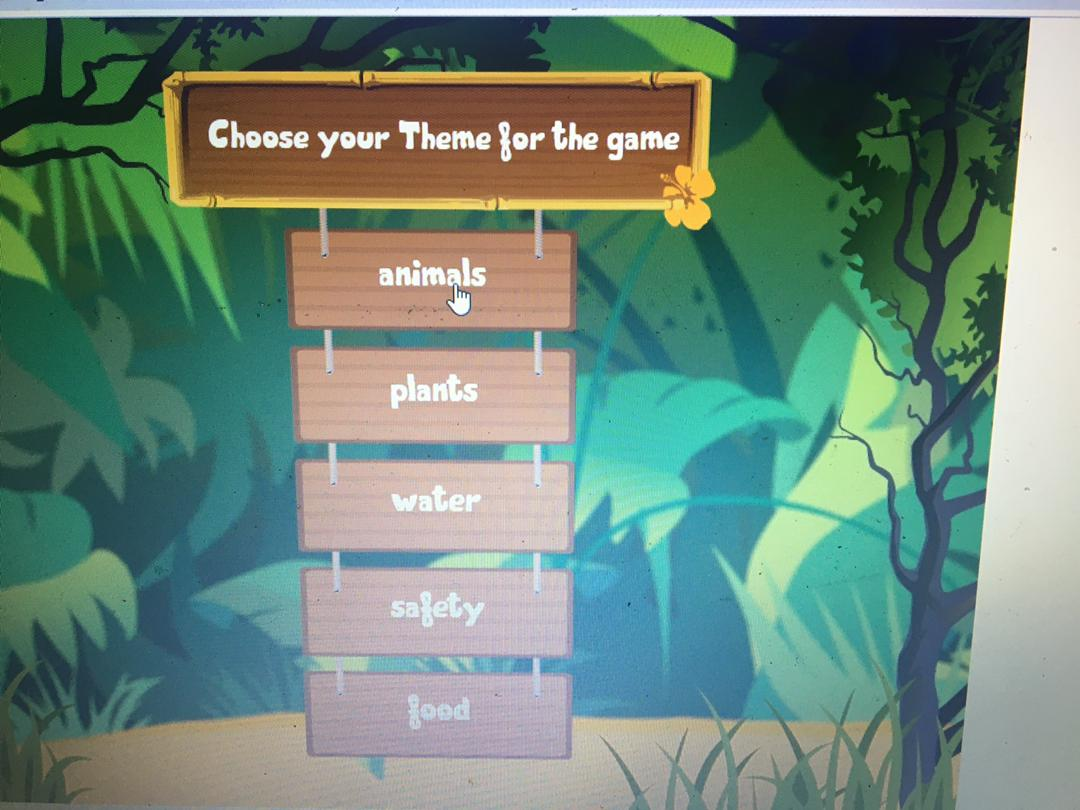 Choose your Theme for the game
animals
plants
water
safety
food